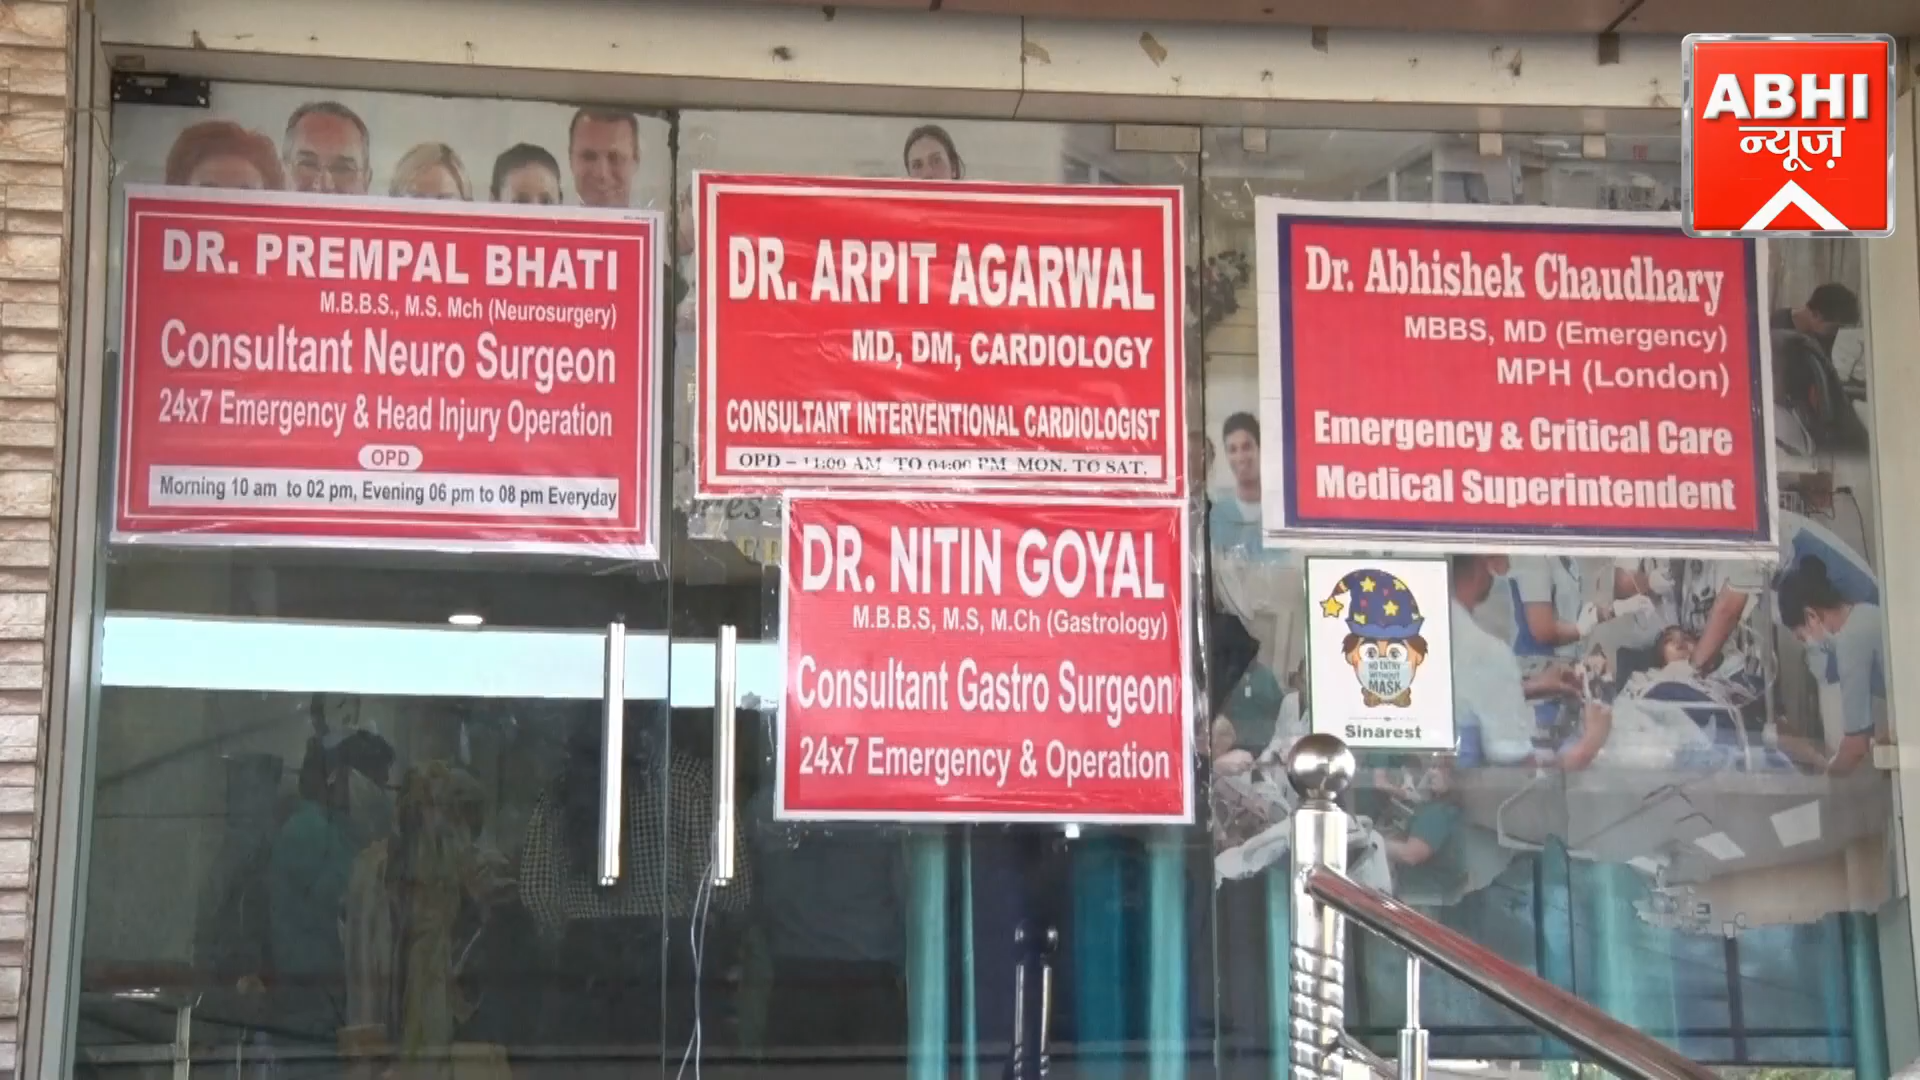 ABHI
न्यूज़
DR. PREMPAL BHATI
M.B.B.S., M.S. Mch (Neurosurgery)
Consultant Neuro Surgeon
24x7 Emergency & Head Injury Operation
OPD
Morning 10 am to 02 pm, Evening 06 pm to 08 pm Everyday
DR. ARPIT AGARWAL
MD, DM, CARDIOLOGY
CONSULTANT INTERVENTIONAL CARDIOLOGIST
OPD – 11:00 AM TO 04:00 PM MON. TO SAT.
DR. NITIN GOYAL
M.B.B.S, M.S, M.Ch (Gastrology)
Consultant Gastro Surgeon
24x7 Emergency & Operation
Dr. Abhishek Chaudhary
MBBS, MD (Emergency)
MPH (London)
Emergency & Critical Care
Medical Superintendent
NO ENTRY
WITHOUT
MASK
Sinarest